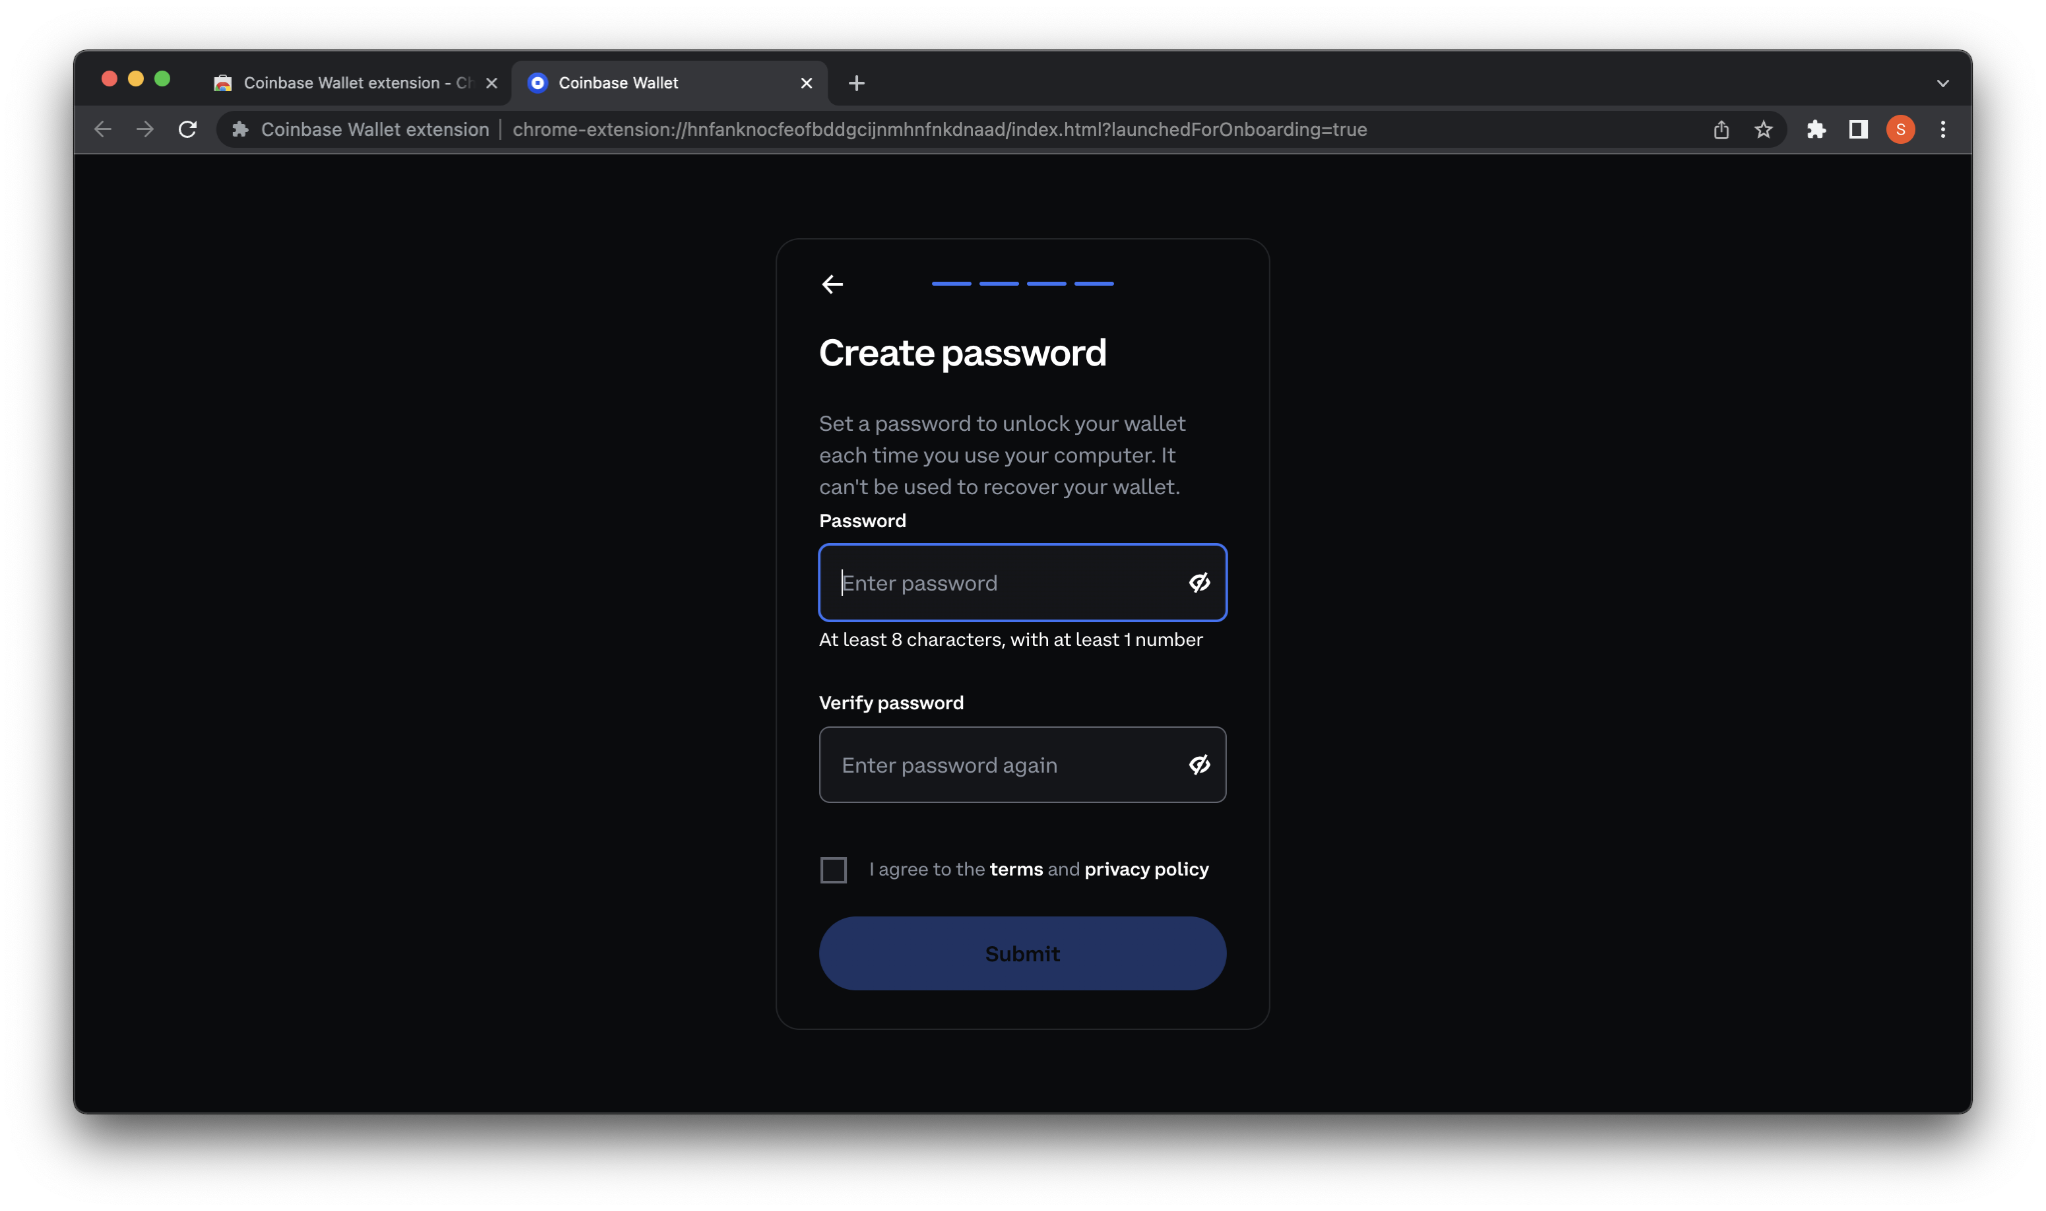 Coinbase Wallet extension - Ch
Coinbase Wallet
Coinbase Wallet extension
chrome-extension://hnfanknocfeofbddgcijnmhnfnkdnaad/index.html?launchedForOnboarding=true
S
Create password
Set a password to unlock your wallet
each time you use your computer. It
can't be used to recover your wallet.
Password
Enter password
At least 8 characters, with at least 1 number
Verify password
Enter password again
I agree to the terms and privacy policy
Submit